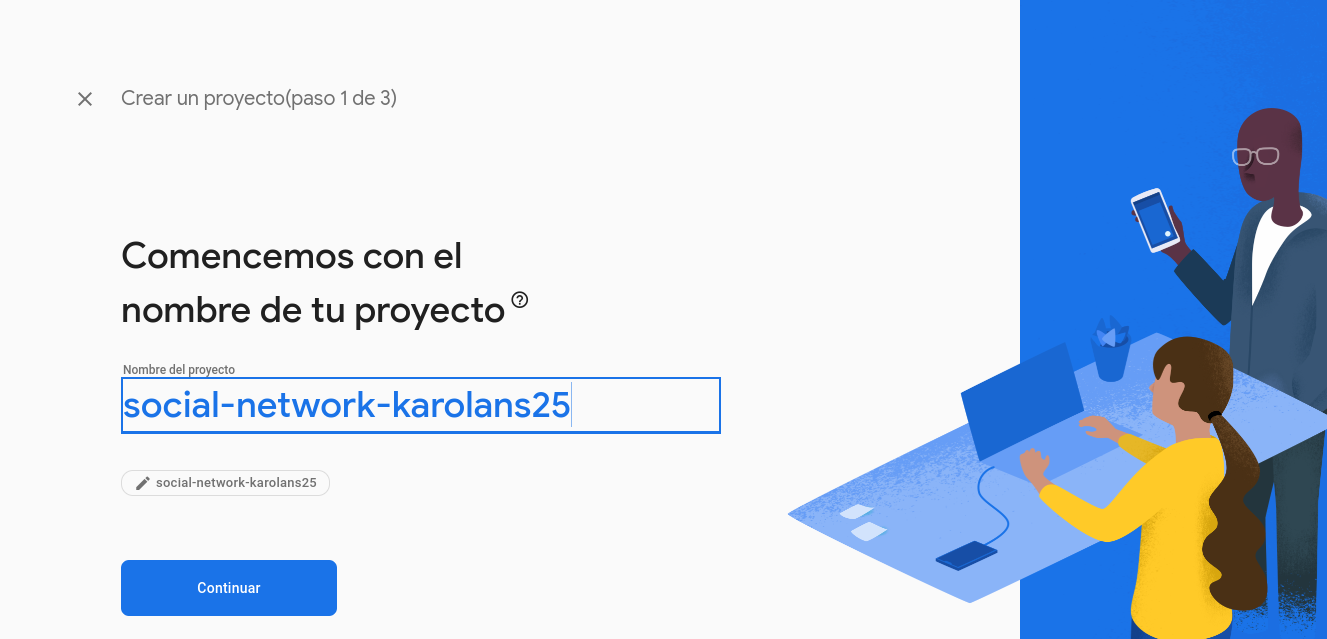 Crear un proyecto(paso 1 de 3)
Comencemos con el
nombre de tu proyecto
Nombre del proyecto
social-network-karolans25
social-network-karolans25
Continuar